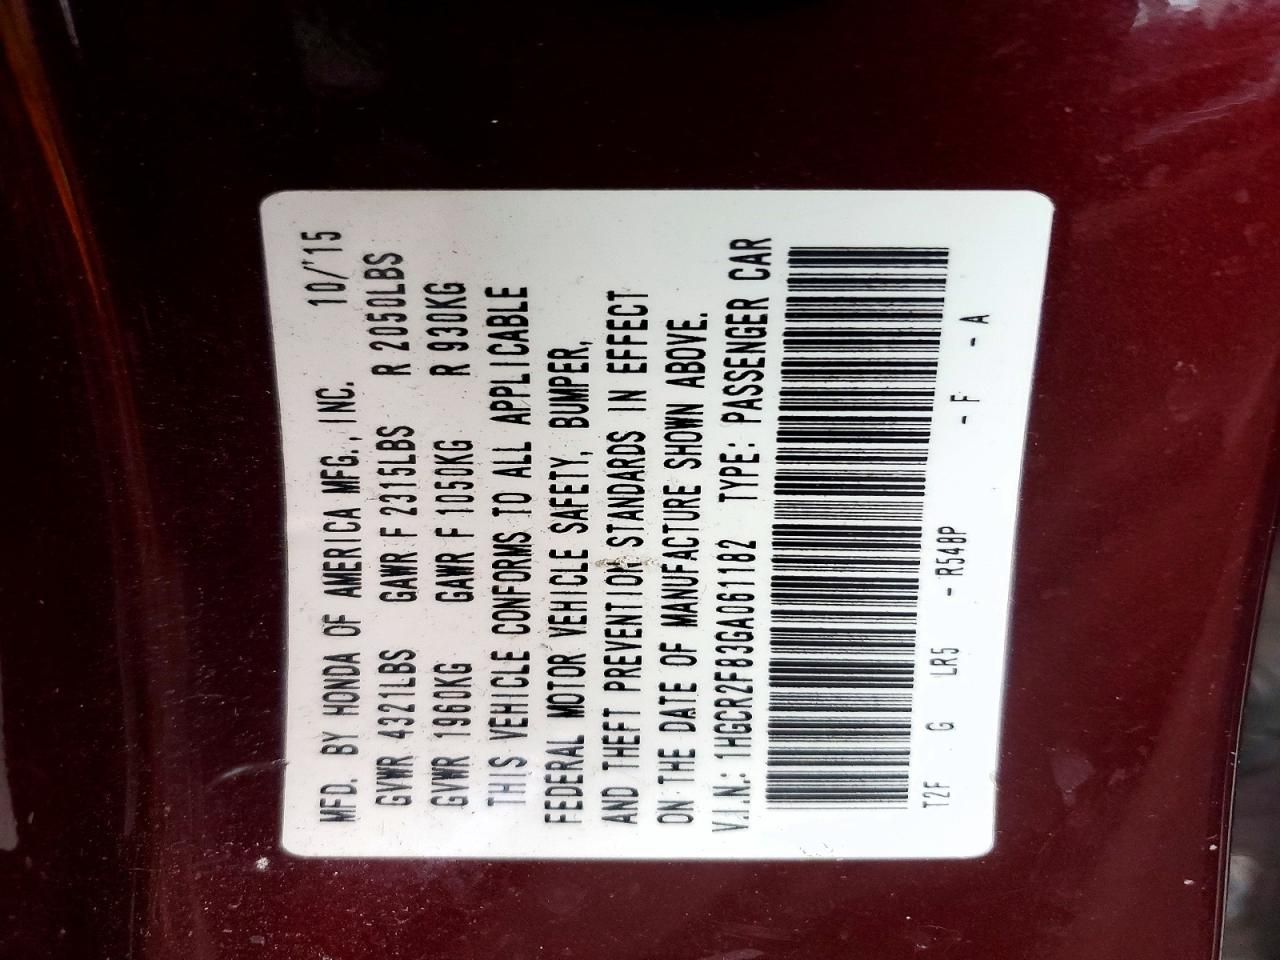 MFD. BY HONDA OF AMERICA MFG., INC. 10/'15
GVWR 4321LBS GAWR F 2315LBS R 2050LBS
GVWR 1960KG GAWR F 1050KG R 930KG
THIS VEHICLE CONFORMS TO ALL APPLICABLE
FEDERAL MOTOR VEHICLE SAFETY, BUMPER,
AND THEFT PREVENTION STANDARDS IN EFFECT
ON THE DATE OF MANUFACTURE SHOWN ABOVE.
V.I.N.: 1HGCR2F83GA061182 TYPE: PASSENGER CAR
T2F G LR5 - R548P - F - A